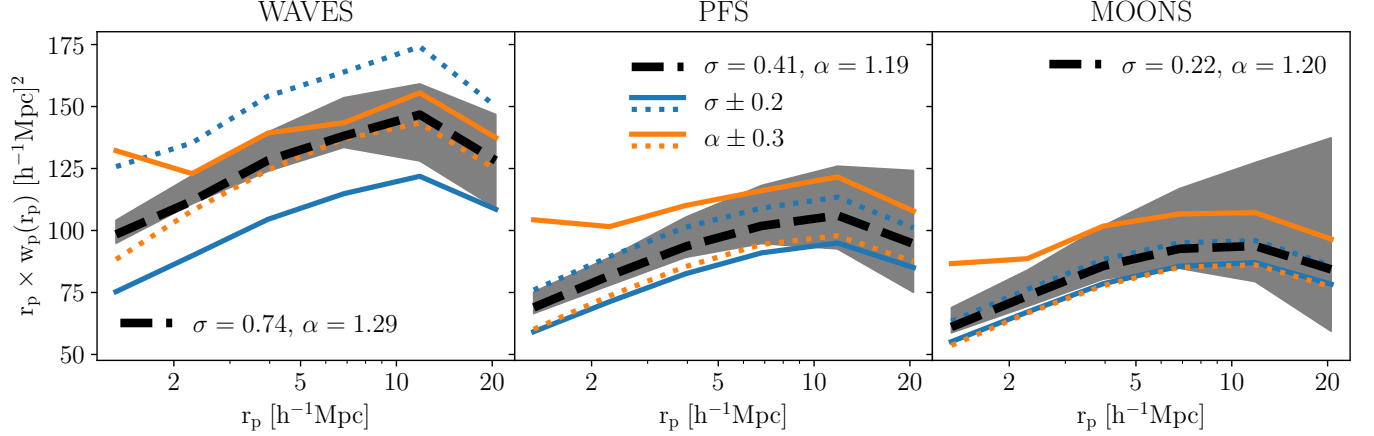 WAVES PFS MOONS
r_p × w_p(r_p) [h⁻¹Mpc]²
175
150
125
100
75
50
σ = 0.74, α = 1.29
σ = 0.41, α = 1.19
σ ± 0.2
α ± 0.3
σ = 0.22, α = 1.20
2 5 10 20
2 5 10 20
2 5 10 20
r_p [h⁻¹Mpc]
r_p [h⁻¹Mpc]
r_p [h⁻¹Mpc]